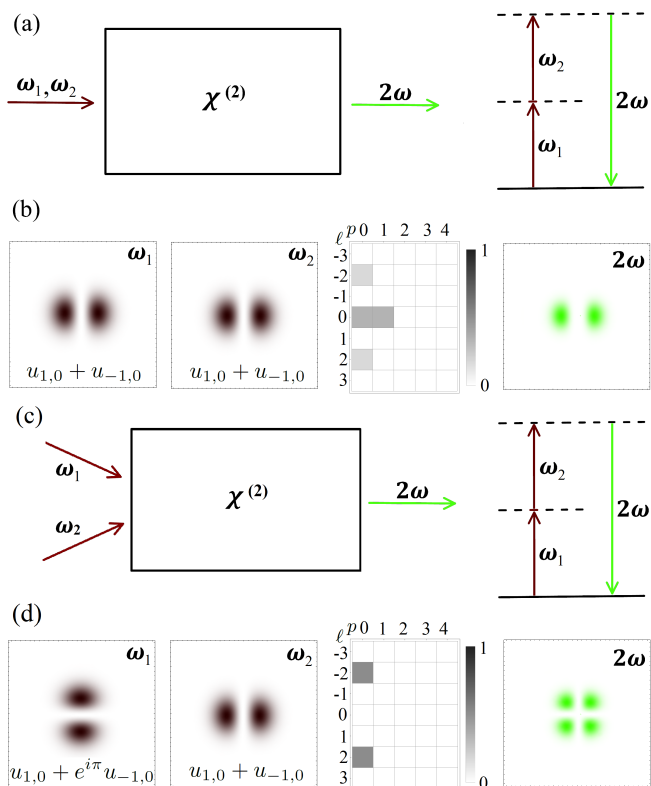 (a)
ω₁,ω₂
χ⁽²⁾
2ω
ω₂
2ω
ω₁
(b)
ω₁
u₁,₀ + u₋₁,₀
ω₂
u₁,₀ + u₋₁,₀
p 0 1 2 3 4
ℓ
-3
-2
-1
0
1
2
3
1
0
2ω
(c)
ω₁
ω₂
χ⁽²⁾
2ω
ω₂
2ω
ω₁
(d)
ω₁
u₁,₀ + e^{iπ}u₋₁,₀
ω₂
u₁,₀ + u₋₁,₀
p 0 1 2 3 4
ℓ
-3
-2
-1
0
1
2
3
1
0
2ω